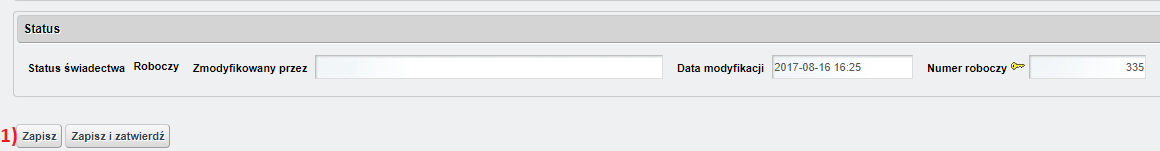 Status
Status świadectwa Roboczy Zmodyfikowany przez Data modyfikacji 2017-08-16 16:25 Numer roboczy 335
1) Zapisz Zapisz i zatwierdź